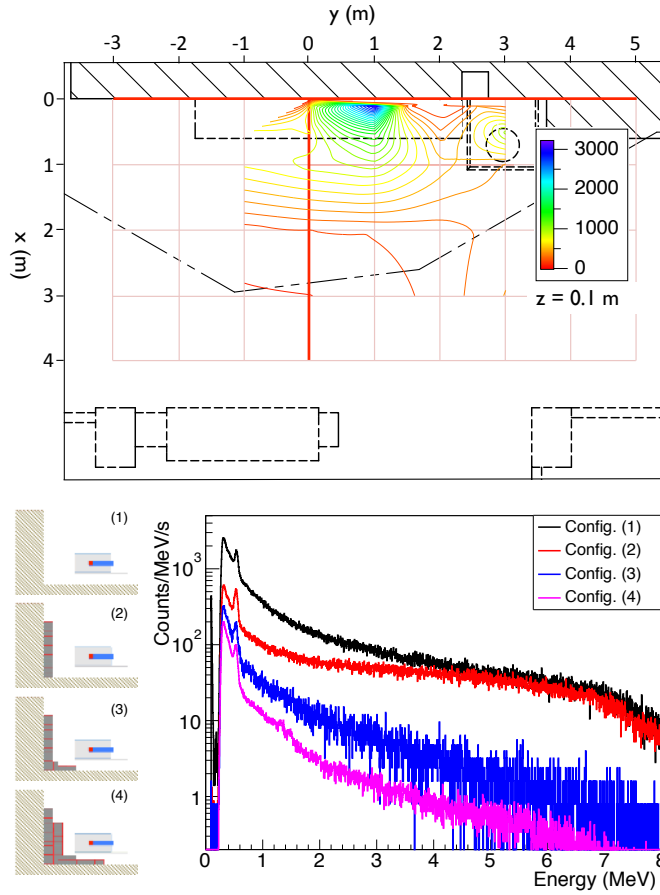 y (m)
-3 -2 -1 0 1 2 3 4 5
0
1
2
3
4
x (m)
3000
2000
1000
0
z = 0.1 m
(1)
(2)
(3)
(4)
Counts/MeV/s
10³
10²
10
1
Config. (1)
Config. (2)
Config. (3)
Config. (4)
0 1 2 3 4 5 6 7 8
Energy (MeV)